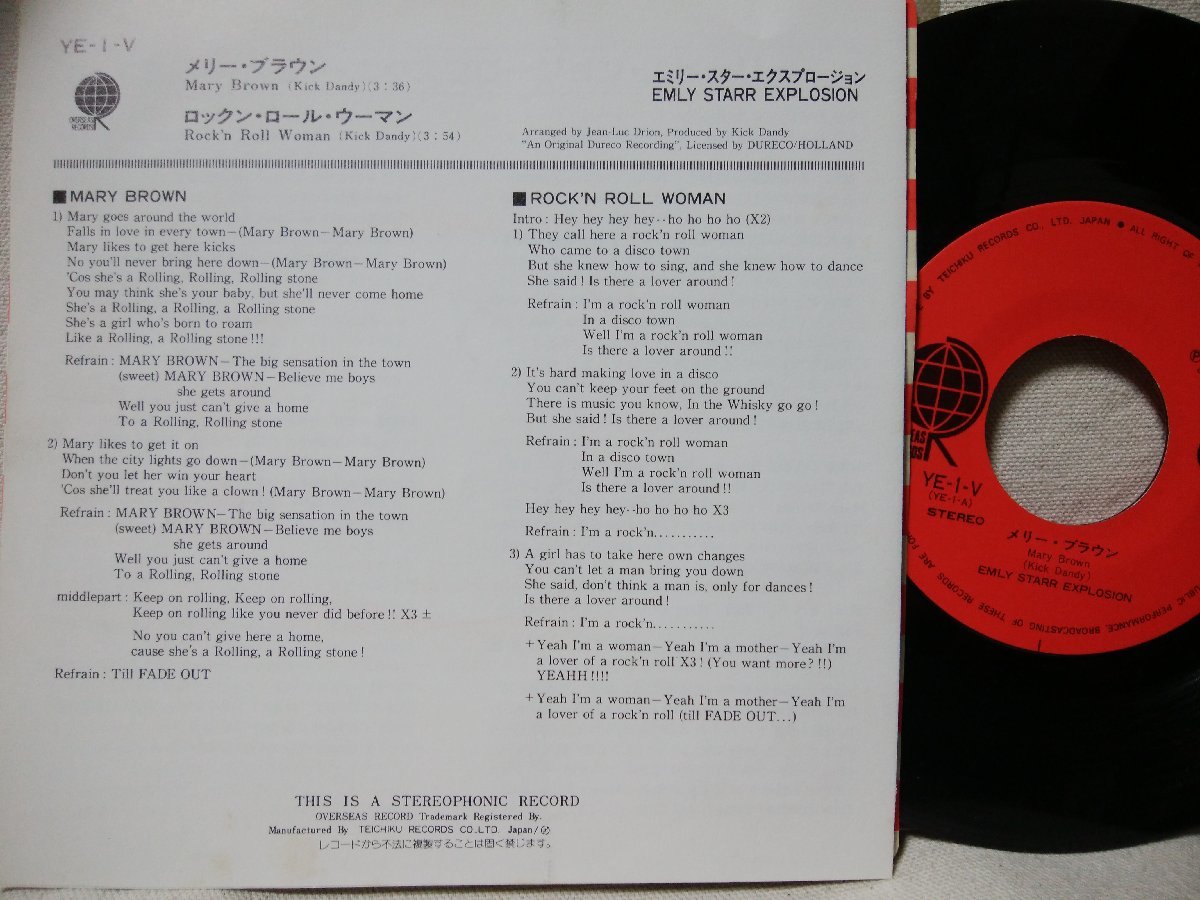 YE-1-V
OVERSEAS
RECORDS
メリー・ブラウン
Mary Brown (Kick Dandy)(3:36)
ロックン・ロール・ウーマン
Rock'n Roll Woman (Kick Dandy)(3:54)
エミリー・スター・エクスプロージョン
EMLY STARR EXPLOSION
Arranged by Jean-Luc Drion, Produced by Kick Dandy
"An Original Dureco Recording", Licensed by DURECO/HOLLAND
■MARY BROWN
1) Mary goes around the world
Falls in love in every town-(Mary Brown-Mary Brown)
Mary likes to get here kicks
No you'll never bring here down-(Mary Brown-Mary Brown)
'Cos she's a Rolling, Rolling, Rolling stone
You may think she's your baby, but she'll never come home
She's a Rolling, a Rolling, a Rolling stone
She's a girl who's born to roam
Like a Rolling, a Rolling stone!!!
Refrain: MARY BROWN-The big sensation in the town
(sweet) MARY BROWN-Believe me boys
she gets around
Well you just can't give a home
To a Rolling, Rolling stone
2) Mary likes to get it on
When the city lights go down-(Mary Brown-Mary Brown)
Don't you let her win your heart
'Cos she'll treat you like a clown! (Mary Brown-Mary Brown)
Refrain: MARY BROWN-The big sensation in the town
(sweet) MARY BROWN-Believe me boys
she gets around
Well you just can't give a home
To a Rolling, Rolling stone
middlepart: Keep on rolling, Keep on rolling,
Keep on rolling like you never did before!! X3 ±
No you can't give here a home,
cause she's a Rolling, a Rolling stone!
Refrain: Till FADE OUT
■ROCK'N ROLL WOMAN
Intro: Hey hey hey hey··ho ho ho ho (X2)
1) They call here a rock'n roll woman
Who came to a disco town
But she knew how to sing, and she knew how to dance
She said! Is there a lover around!
Refrain: I'm a rock'n roll woman
In a disco town
Well I'm a rock'n roll woman
Is there a lover around!!
2) It's hard making love in a disco
You can't keep your feet on the ground
There is music you know, In the Whisky go go!
But she said! Is there a lover around!
Refrain: I'm a rock'n roll woman
In a disco town
Well I'm a rock'n roll woman
Is there a lover around!!
Hey hey hey hey··ho ho ho ho X3
Refrain: I'm a rock'n...........
3) A girl has to take here own changes
You can't let a man bring you down
She said, don't think a man is, only for dances!
Is there a lover around!
Refrain: I'm a rock'n...........
+Yeah I'm a woman-Yeah I'm a mother-Yeah I'm
a lover of a rock'n roll X3! (You want more?!!)
YEAHH!!!!
+Yeah I'm a woman-Yeah I'm a mother-Yeah I'm
a lover of a rock'n roll (till FADE OUT...)
THIS IS A STEREOPHONIC RECORD
OVERSEAS RECORD Trademark Registered By.
Manufactured By TEICHIKU RECORDS CO.LTD. Japan/Ⓟ
レコードから不法に複製することは固く禁じます。
BY TEICHIKU RECORDS CO., LTD. JAPAN ● ALL RIGHT OF
YE-1-V
(YE-1-A)
STEREO
メリー・ブラウン
Mary Brown
(Kick Dandy)
EMLY STARR EXPLOSION
PUBLIC PERFORMANCE, BROADCASTING OF THESE RECORDS ARE